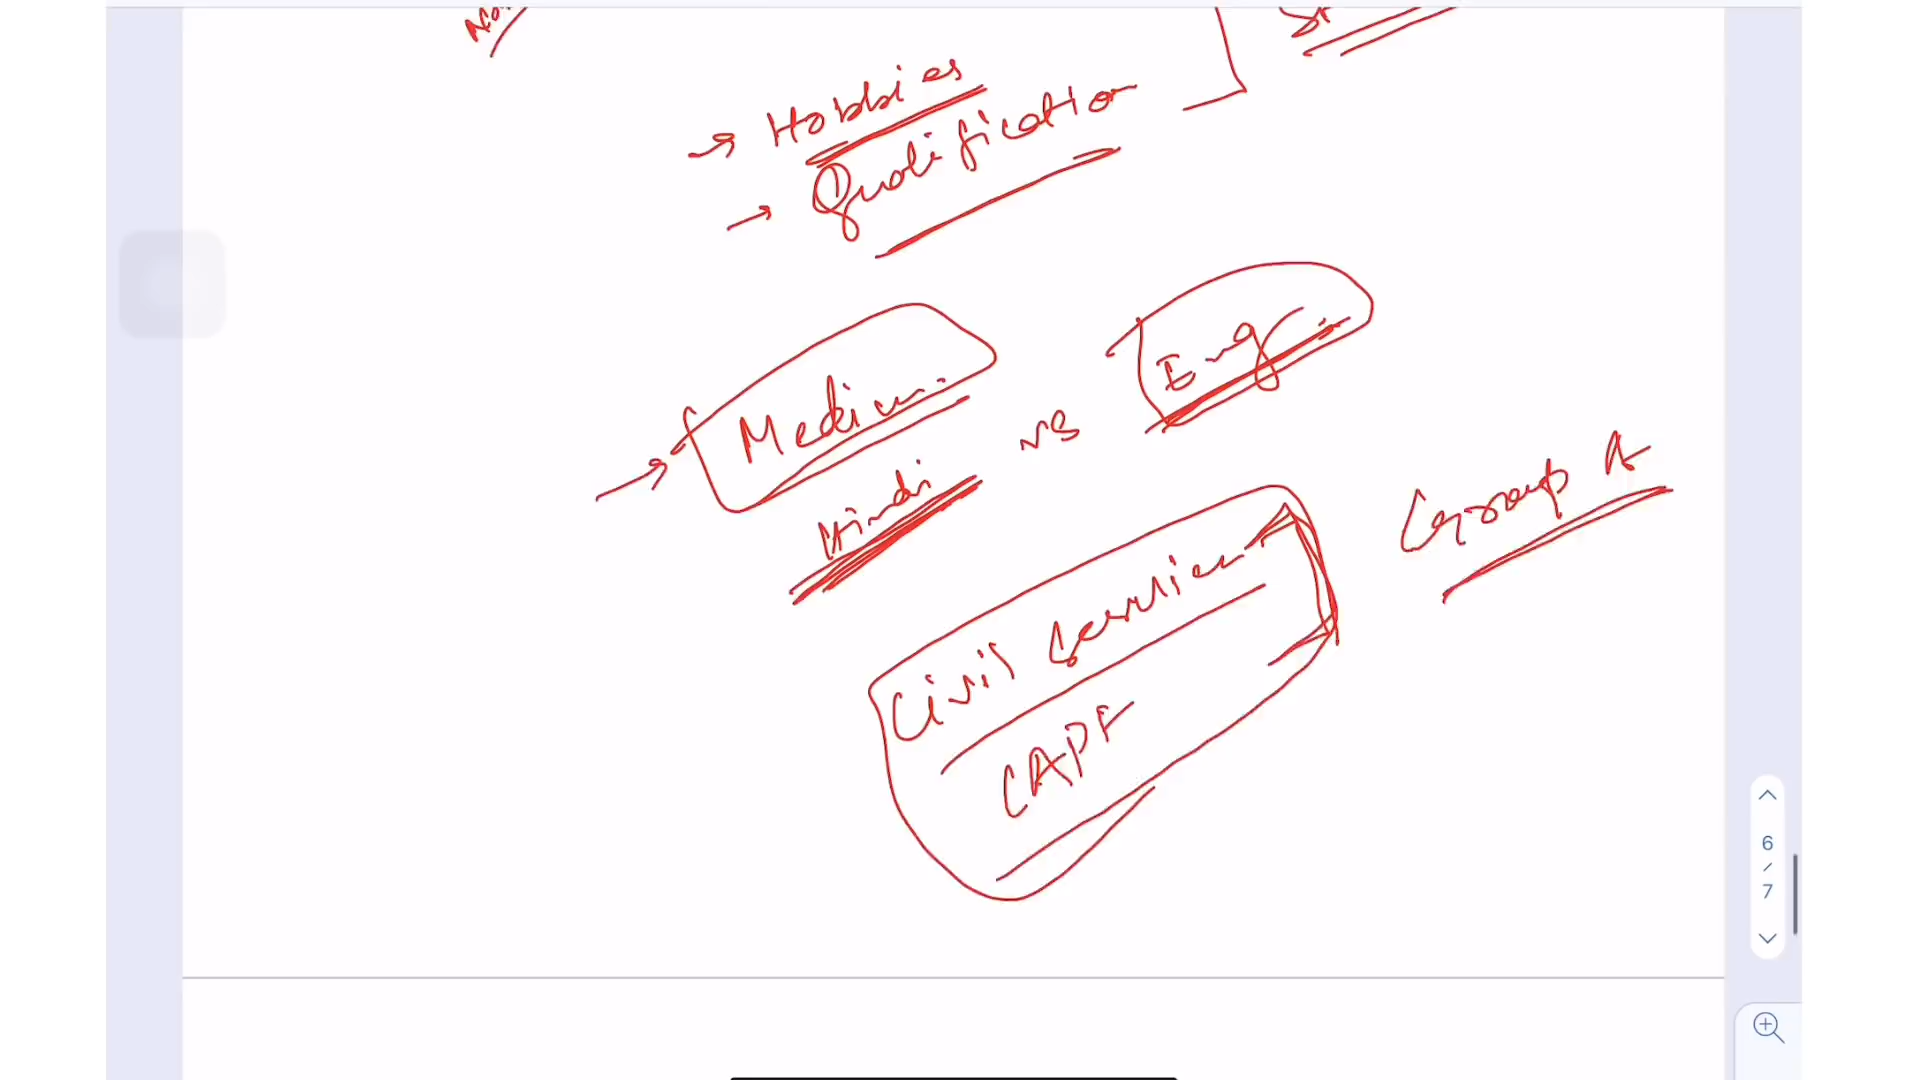 → Hobbies
→ Qualification
→ Medium
Hindi
vs
Eng
Civil Services
CAPF
Group A
6
/
7